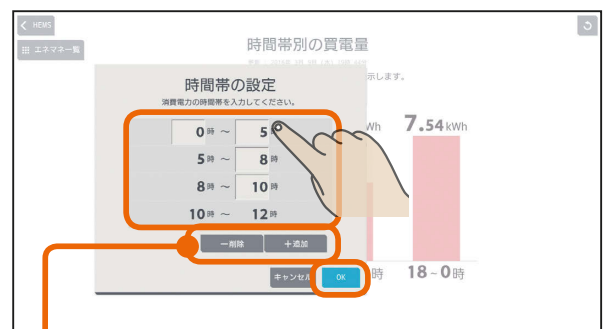 HEMS
エネマネ一覧
時間帯別の買電量
時間帯の設定
示します。
消費電力の時間帯を入力してください。
0時 ～ 5
5時 ～ 8時
8時 ～ 10時
10時 ～ 12時
Wh 7.54kWh
ー削除 ＋追加
キャンセル OK
時 18~0時